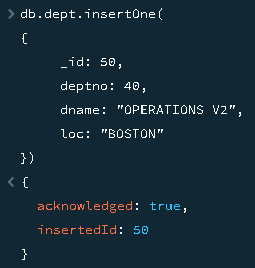 > db.dept.insertOne(
{
_id: 50,
deptno: 40,
dname: "OPERATIONS V2",
loc: "BOSTON"
})
< {
acknowledged: true,
insertedId: 50
}